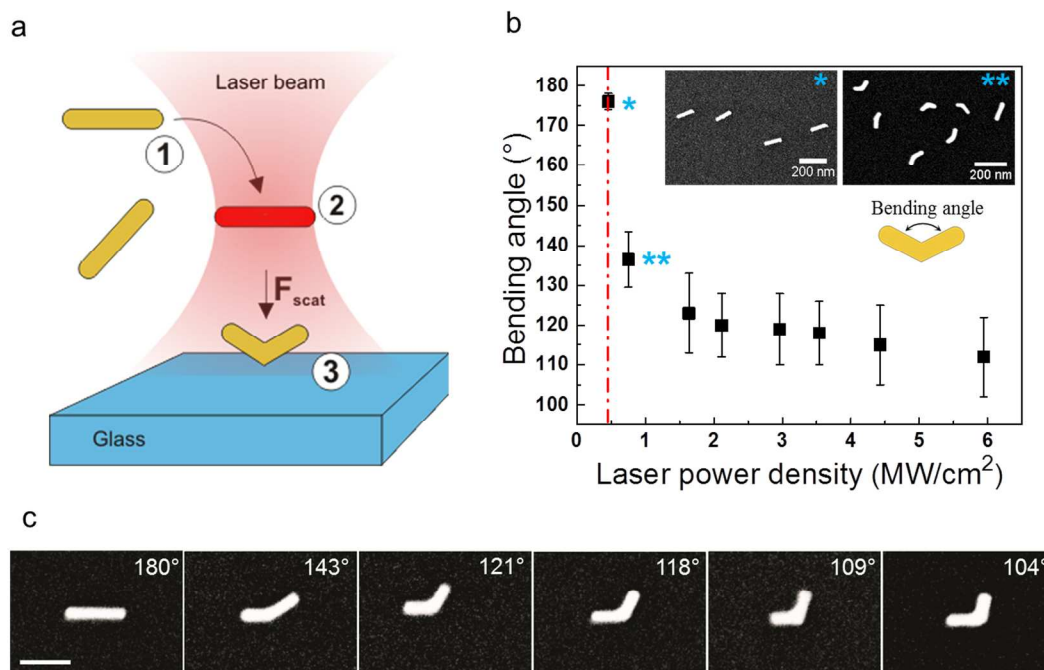 a
Laser beam
1
2
F scat
3
Glass
b
Bending angle (°)
180
170
160
150
140
130
120
110
100
*
**
*
200 nm
**
200 nm
Bending angle
0 1 2 3 4 5 6
Laser power density (MW/cm²)
c
180° 143° 121° 118° 109° 104°